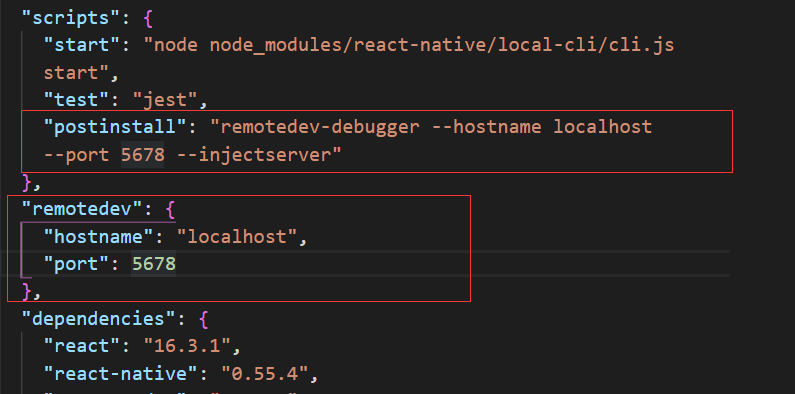 "scripts": {
"start": "node node_modules/react-native/local-cli/cli.js
start",
"test": "jest",
"postinstall": "remotedev-debugger --hostname localhost
--port 5678 --injectserver"
},
"remotedev": {
"hostname": "localhost",
"port": 5678
},
"dependencies": {
"react": "16.3.1",
"react-native": "0.55.4",